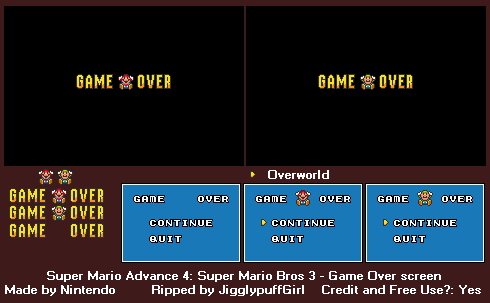 GAME OVER
GAME OVER
Overworld
GAME OVER
GAME OVER
GAME OVER
GAME OVER
CONTINUE
QUIT
GAME OVER
CONTINUE
QUIT
GAME OVER
CONTINUE
QUIT
Super Mario Advance 4: Super Mario Bros 3 - Game Over screen
Made by Nintendo
Ripped by JigglypuffGirl
Credit and Free Use?: Yes